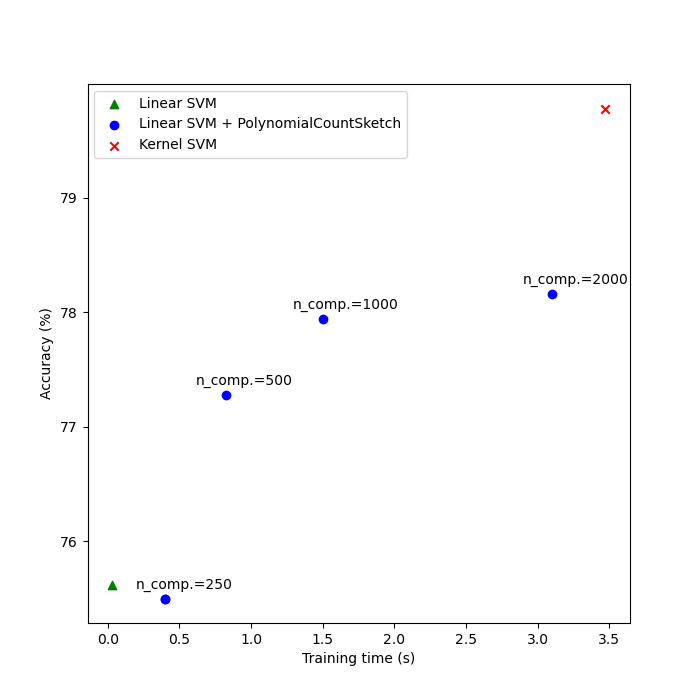 Linear SVM
Linear SVM + PolynomialCountSketch
Kernel SVM
79
n_comp.=2000
n_comp.=1000
78
n_comp.=500
77
76
n_comp.=250
Accuracy (%)
0.0 0.5 1.0 1.5 2.0 2.5 3.0 3.5
Training time (s)